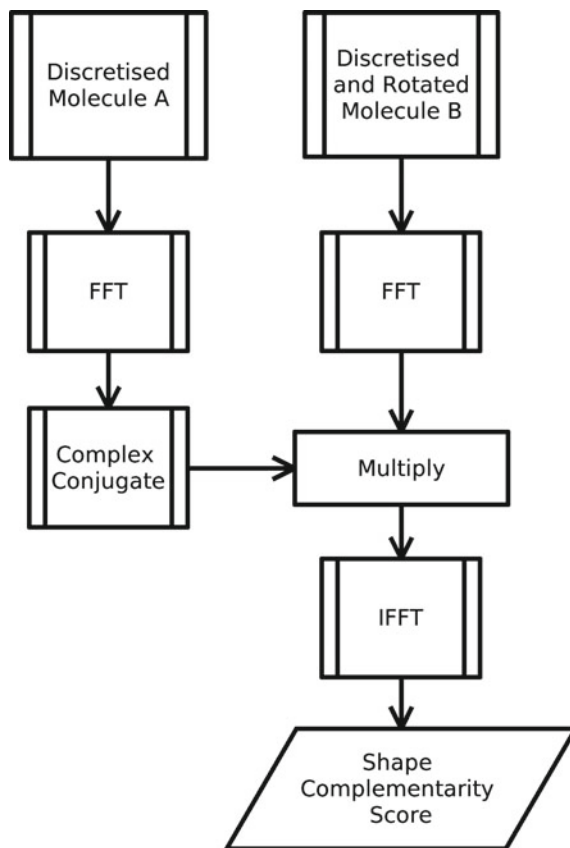 Discretised
Molecule A
Discretised
and Rotated
Molecule B
FFT
FFT
Complex
Conjugate
Multiply
IFFT
Shape
Complementarity
Score